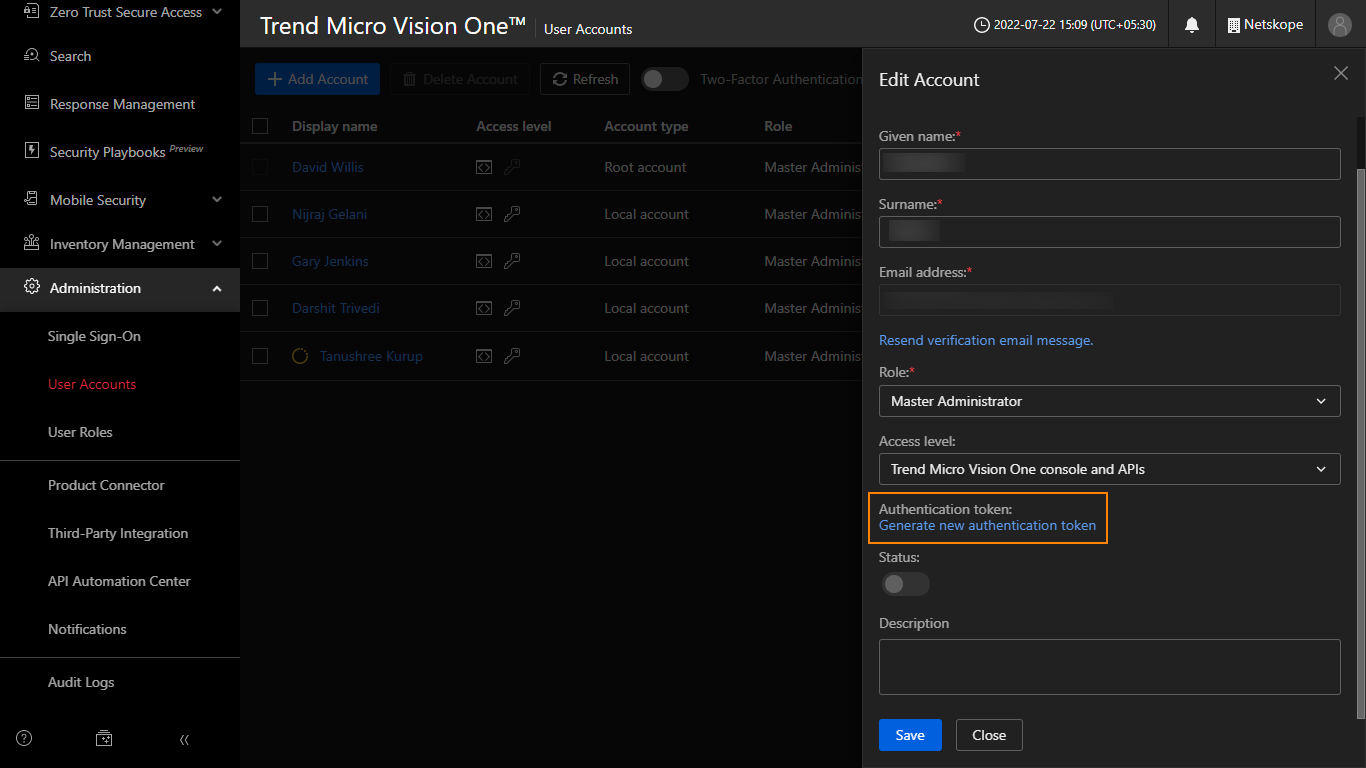 Zero Trust Secure Access
Search
Response Management
Security Playbooks Preview
Mobile Security
Inventory Management
Administration
Single Sign-On
User Accounts
User Roles
Product Connector
Third-Party Integration
API Automation Center
Notifications
Audit Logs
Trend Micro Vision One™ User Accounts
2022-07-22 15:09 (UTC+05:30)
Netskope
Add Account
Delete Account
Refresh
Two-Factor Authentication
Display name Access level Account type Role
David Willis Root account Master Adminis
Nijraj Gelani Local account Master Adminis
Gary Jenkins Local account Master Adminis
Darshit Trivedi Local account Master Adminis
Tanushree Kurup Local account Master Adminis
Edit Account
Given name:*
Surname:*
Email address:*
Resend verification email message.
Role:*
Master Administrator
Access level:
Trend Micro Vision One console and APIs
Authentication token:
Generate new authentication token
Status:
Description
Save
Close